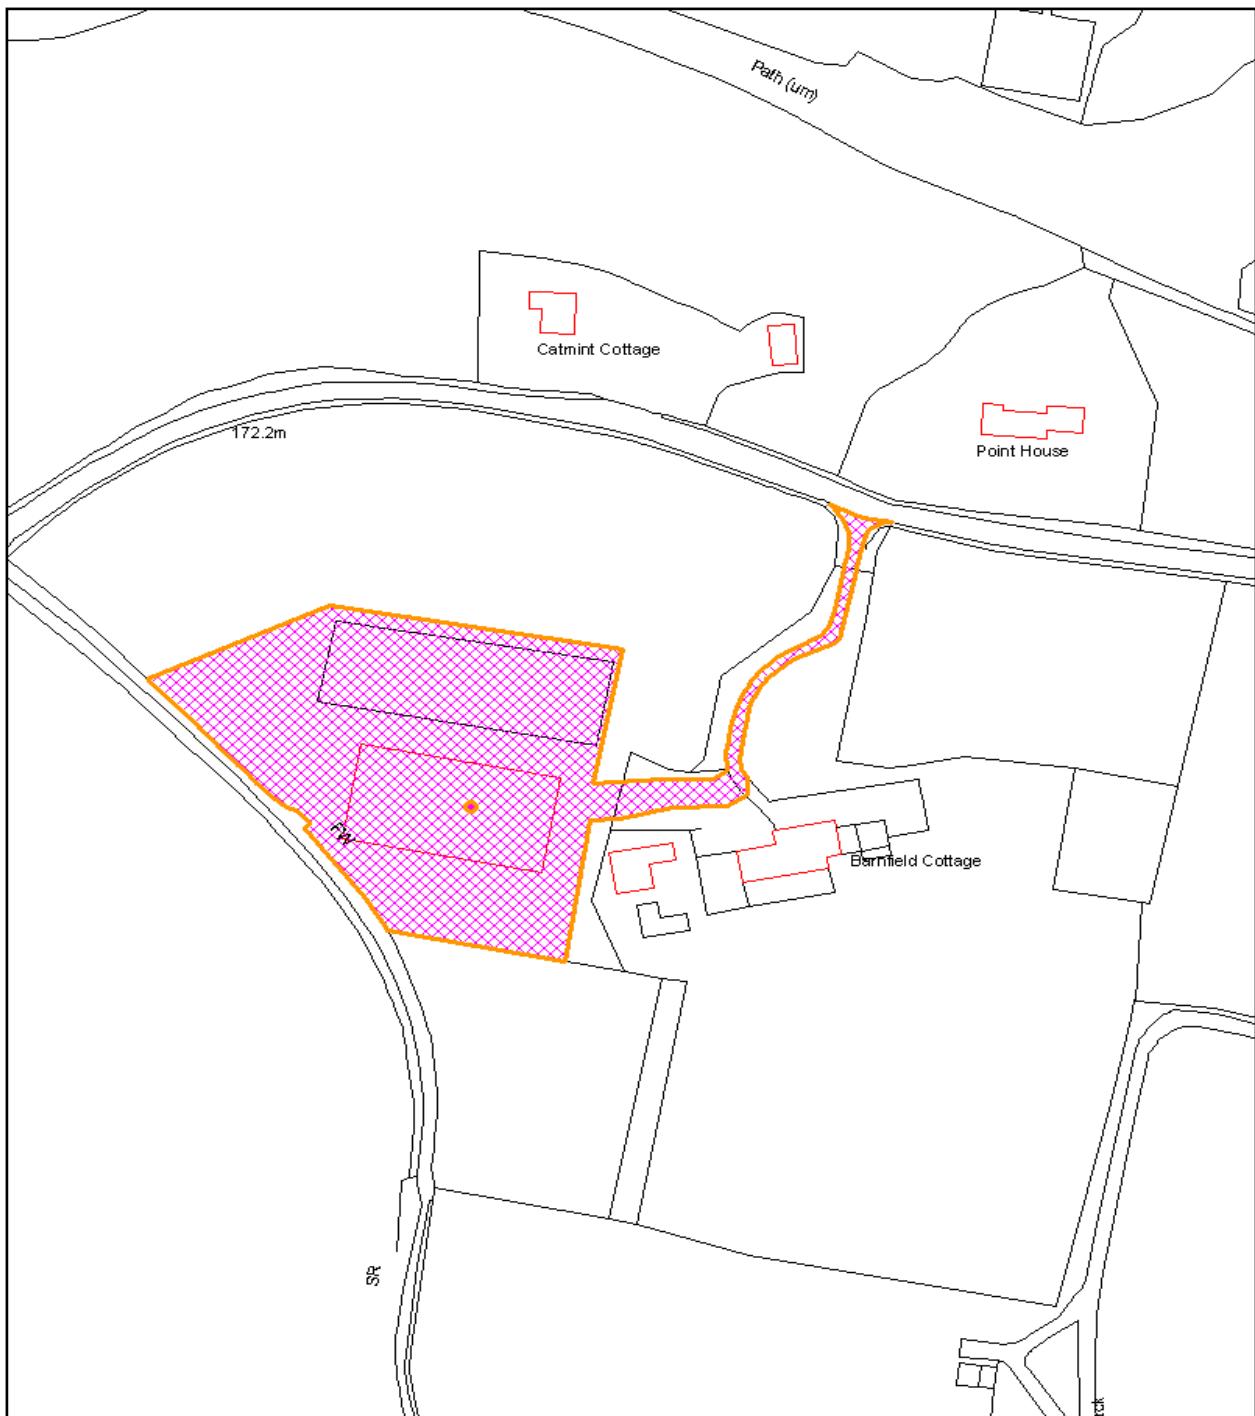 Path (um)
Catmint Cottage
172.2m
Point House
FW
Barnfield Cottage
SR